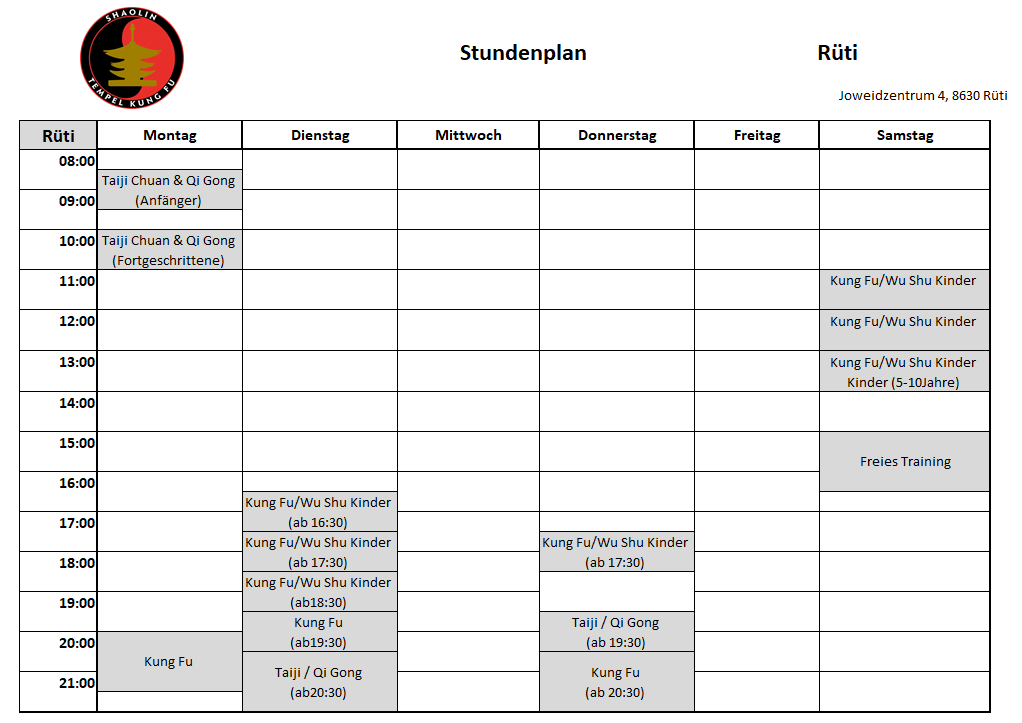 SHAOLIN
TEMPEL KUNG FU
Stundenplan
Rüti
Joweidzentrum 4, 8630 Rüti
Rüti Montag Dienstag Mittwoch Donnerstag Freitag Samstag
08:00
Taiji Chuan & Qi Gong
09:00 (Anfänger)
10:00 Taiji Chuan & Qi Gong
(Fortgeschrittene)
11:00 Kung Fu/Wu Shu Kinder
12:00 Kung Fu/Wu Shu Kinder
13:00 Kung Fu/Wu Shu Kinder
Kinder (5-10Jahre)
14:00
15:00
Freies Training
16:00
Kung Fu/Wu Shu Kinder
17:00 (ab 16:30)
Kung Fu/Wu Shu Kinder Kung Fu/Wu Shu Kinder
18:00 (ab 17:30) (ab 17:30)
Kung Fu/Wu Shu Kinder
19:00 (ab18:30)
Kung Fu Taiji / Qi Gong
20:00 (ab19:30) (ab 19:30)
Kung Fu Taiji / Qi Gong Kung Fu
21:00 (ab20:30) (ab 20:30)